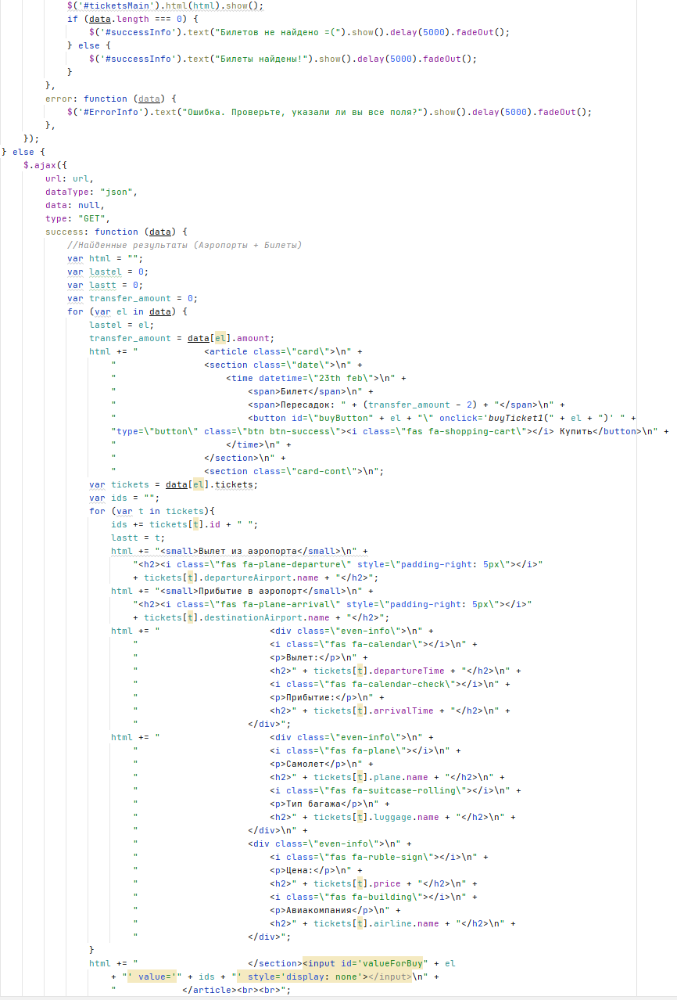 $('#ticketsMain').html(html).show();
if (data.length === 0) {
$('#successInfo').text("Билетов не найдено =(").show().delay(5000).fadeOut();
} else {
$('#successInfo').text("Билеты найдены!").show().delay(5000).fadeOut();
}
},
error: function (data) {
$('#ErrorInfo').text("Ошибка. Проверьте, указали ли вы все поля?").show().delay(5000).fadeOut();
},
});
} else {
$.ajax({
url: url,
dataType: "json",
data: null,
type: "GET",
success: function (data) {
//Найденные результаты (Аэропорты + Билеты)
var html = "";
var lastel = 0;
var lastt = 0;
var transfer_amount = 0;
for (var el in data) {
lastel = el;
transfer_amount = data[el].amount;
html += "            <article class=\"card\">\n" +
"                <section class=\"date\">\n" +
"                    <time datetime=\"23th feb\">\n" +
"                        <span>Билет</span>\n" +
"                        <span>Пересадок: " + (transfer_amount - 2) + "</span>\n" +
"                        <button id=\"buyButton" + el + "\" onclick='buyTicket1(" + el + ")' " +
"type=\"button\" class=\"btn btn-success\"><i class=\"fas fa-shopping-cart\"></i> Купить</button>\n" +
"                    </time>\n" +
"                </section>\n" +
"                <section class=\"card-cont\">\n";
var tickets = data[el].tickets;
var ids = "";
for (var t in tickets){
ids += tickets[t].id + " ";
lastt = t;
html += "<small>Вылет из аэропорта</small>\n" +
"<h2><i class=\"fas fa-plane-departure\" style=\"padding-right: 5px\"></i>"
+ tickets[t].departureAirport.name + "</h2>";
html += "<small>Прибытие в аэропорт</small>\n" +
"<h2><i class=\"fas fa-plane-arrival\" style=\"padding-right: 5px\"></i>"
+ tickets[t].destinationAirport.name + "</h2>";
html += "                    <div class=\"even-info\">\n" +
"                        <i class=\"fas fa-calendar\"></i>\n" +
"                        <p>Вылет:</p>\n" +
"                        <h2>" + tickets[t].departureTime + "</h2>\n" +
"                        <i class=\"fas fa-calendar-check\"></i>\n" +
"                        <p>Прибытие:</p>\n" +
"                        <h2>" + tickets[t].arrivalTime + "</h2>\n" +
"                    </div>";
html += "                    <div class=\"even-info\">\n" +
"                        <i class=\"fas fa-plane\"></i>\n" +
"                        <p>Самолет</p>\n" +
"                        <h2>" + tickets[t].plane.name + "</h2>\n" +
"                        <i class=\"fas fa-suitcase-rolling\"></i>\n" +
"                        <p>Тип багажа</p>\n" +
"                        <h2>" + tickets[t].luggage.name + "</h2>\n" +
"                    </div>\n" +
"                    <div class=\"even-info\">\n" +
"                        <i class=\"fas fa-ruble-sign\"></i>\n" +
"                        <p>Цена:</p>\n" +
"                        <h2>" + tickets[t].price + "</h2>\n" +
"                        <i class=\"fas fa-building\"></i>\n" +
"                        <p>Авиакомпания</p>\n" +
"                        <h2>" + tickets[t].airline.name + "</h2>\n" +
"                    </div>";
}
html += "                    </section><input id='valueForBuy" + el
+ "' value='" + ids + "' style='display: none'></input>\n" +
"            </article><br><br>";